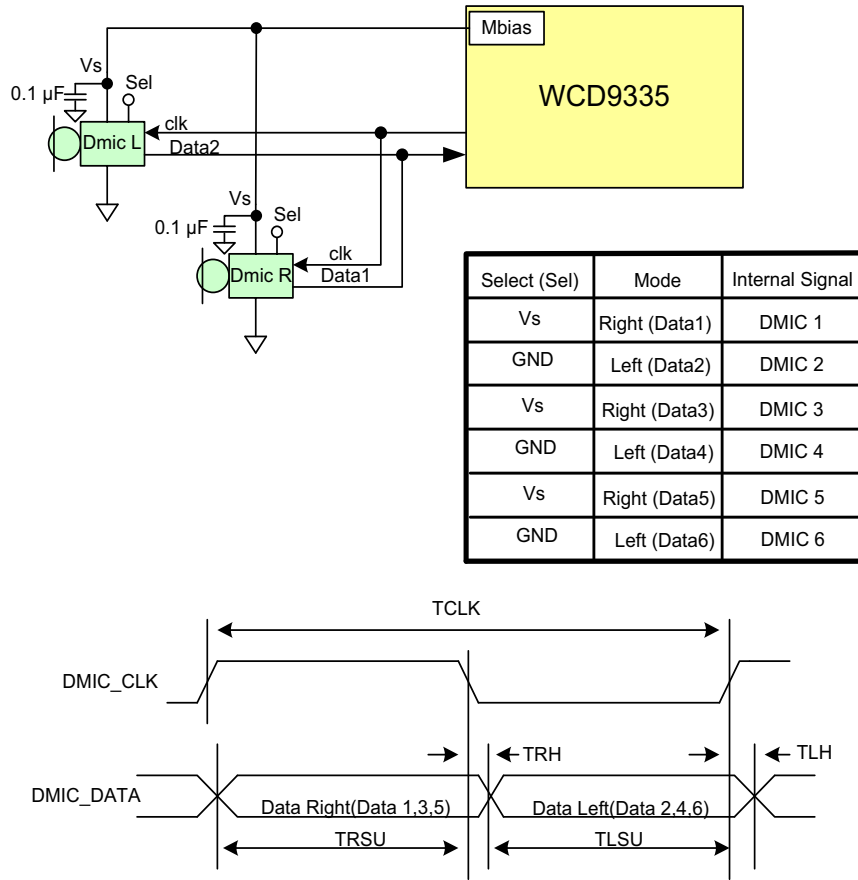 Mbias
WCD9335
Vs
Sel
0.1 µF
clk
Dmic L
Data2
Vs
Sel
0.1 µF
clk
Dmic R
Data1
Select (Sel) Mode Internal Signal
Vs Right (Data1) DMIC 1
GND Left (Data2) DMIC 2
Vs Right (Data3) DMIC 3
GND Left (Data4) DMIC 4
Vs Right (Data5) DMIC 5
GND Left (Data6) DMIC 6
TCLK
DMIC_CLK
TRH
TLH
DMIC_DATA
Data Right(Data 1,3,5)
Data Left(Data 2,4,6)
TRSU
TLSU